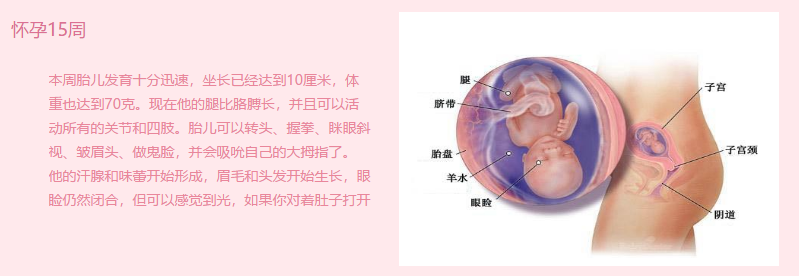 怀孕15周
本周胎儿发育十分迅速，坐长已经达到10厘米，体
重也达到70克。现在他的腿比胳膊长，并且可以活
动所有的关节和四肢。胎儿可以转头、握拳、眯眼斜
视、皱眉头、做鬼脸，并会吸吮自己的大拇指了。
他的汗腺和味蕾开始形成，眉毛和头发开始生长，眼
睑仍然闭合，但可以感觉到光，如果你对着肚子打开
腿
脐带
胎盘
羊水
眼睑
子宫
子宫颈
阴道